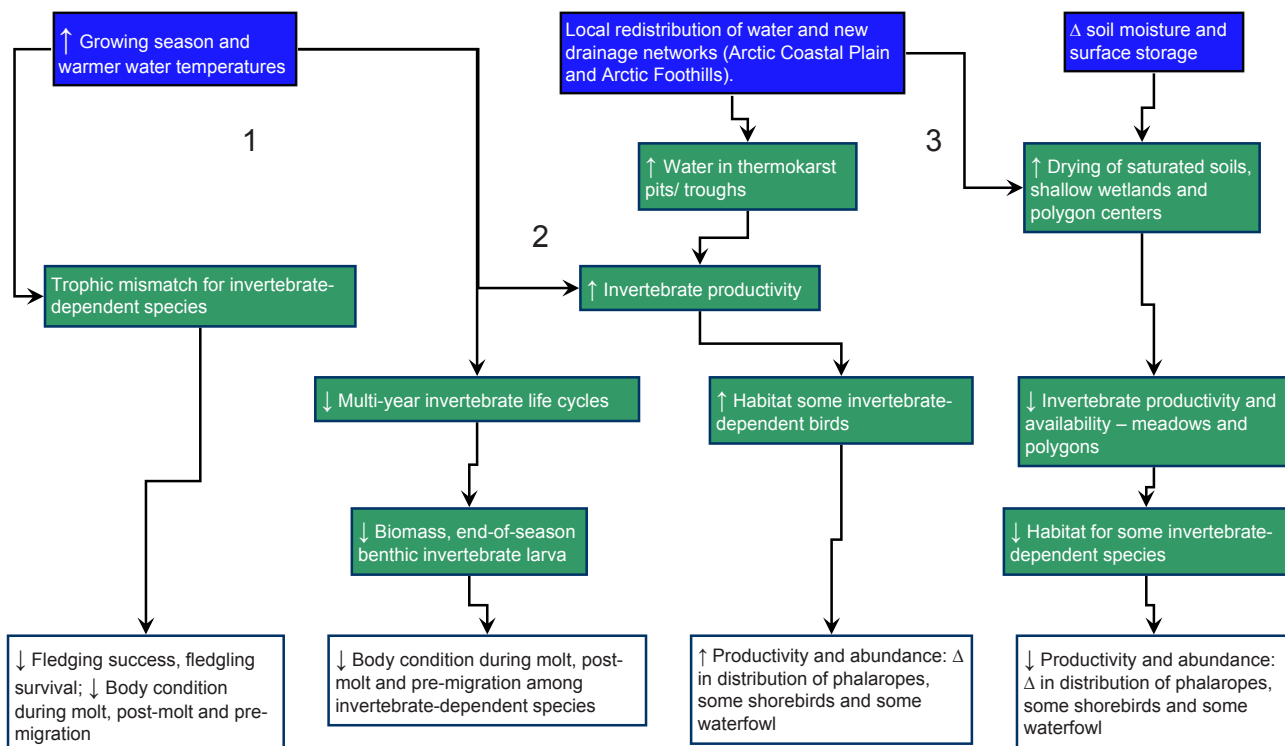 ↑ Growing season and
warmer water temperatures
Local redistribution of water and new
drainage networks (Arctic Coastal Plain
and Arctic Foothills).
Δ soil moisture and
surface storage
1
3
↑ Water in thermokarst
pits/ troughs
↑ Drying of saturated soils,
shallow wetlands and
polygon centers
2
Trophic mismatch for invertebrate-
dependent species
↑ Invertebrate productivity
↓ Multi-year invertebrate life cycles
↑ Habitat some invertebrate-
dependent birds
↓ Invertebrate productivity and
availability – meadows and
polygons
↓ Biomass, end-of-season
benthic invertebrate larva
↓ Habitat for some invertebrate-
dependent species
↓ Fledging success, fledgling
survival; ↓ Body condition
during molt, post-molt and pre-
migration
↓ Body condition during molt, post-
molt and pre-migration among
invertebrate-dependent species
↑ Productivity and abundance: Δ
in distribution of phalaropes,
some shorebirds and some
waterfowl
↓ Productivity and abundance:
Δ in distribution of phalaropes,
some shorebirds and some
waterfowl